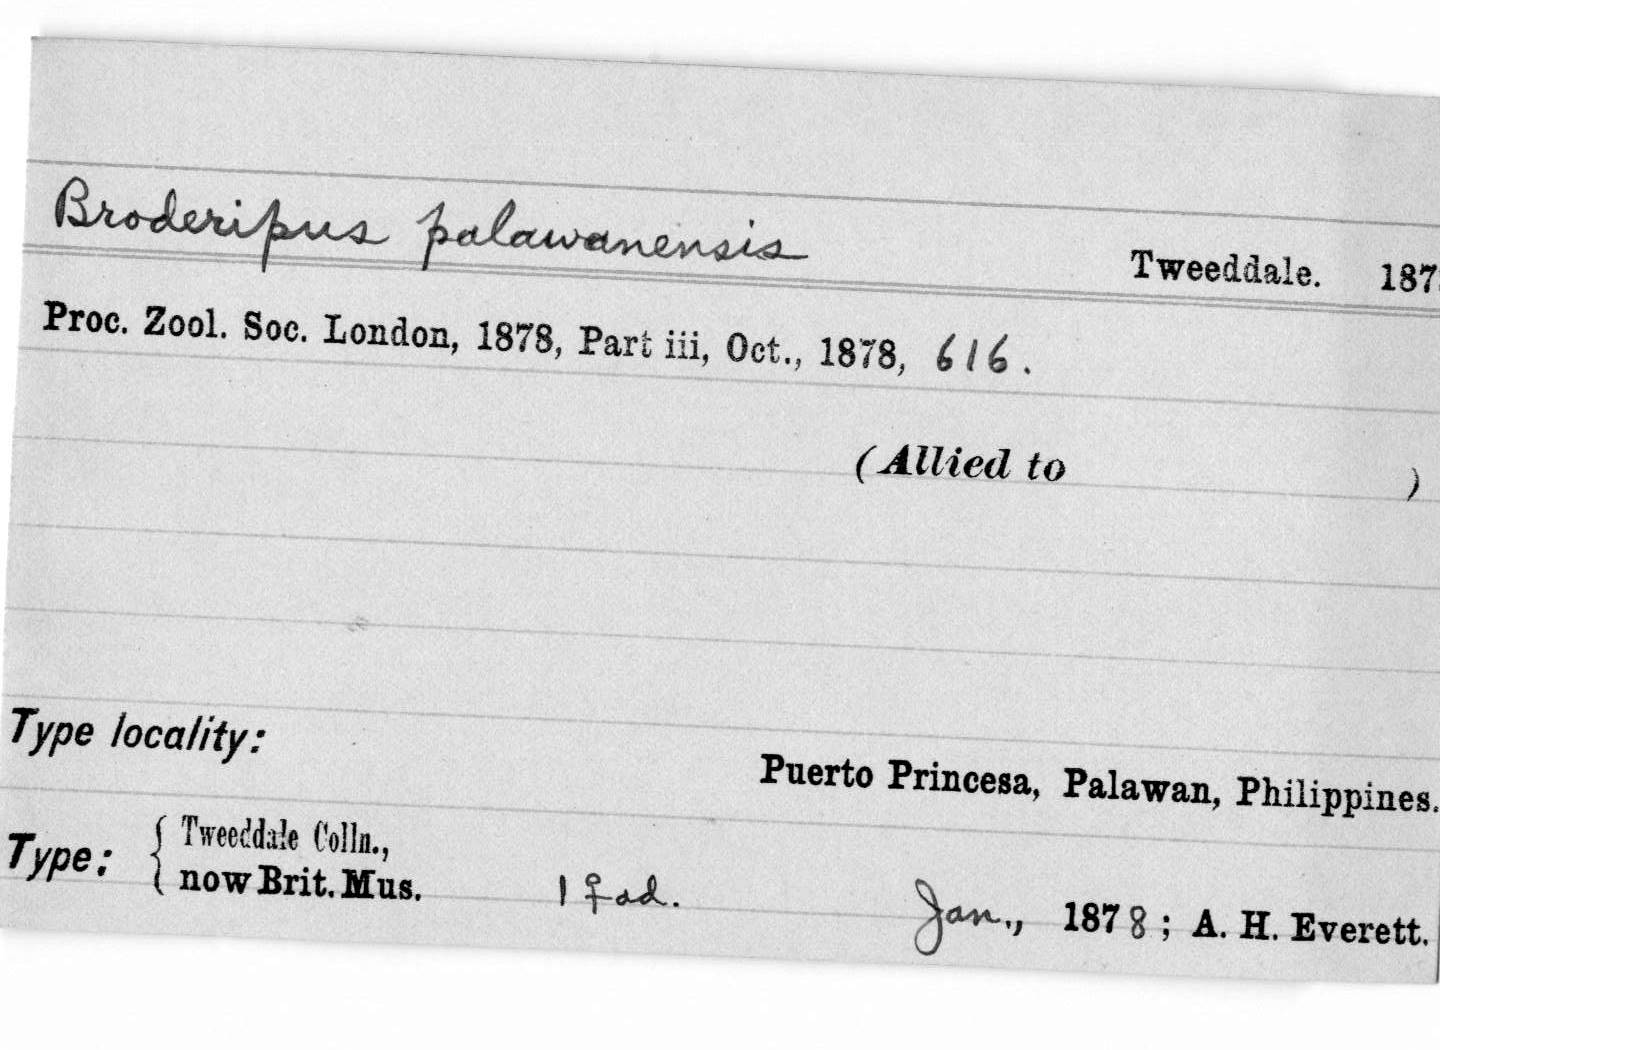 Broderipus palawanensis Tweeddale. 187
Proc. Zool. Soc. London, 1878, Part iii, Oct., 1878, 616.
(Allied to )
Type locality:
Puerto Princesa, Palawan, Philippines.
Type: { Tweeddale Colln.,
now Brit. Mus. 1 ♀ ad. Jan., 1878; A. H. Everett.